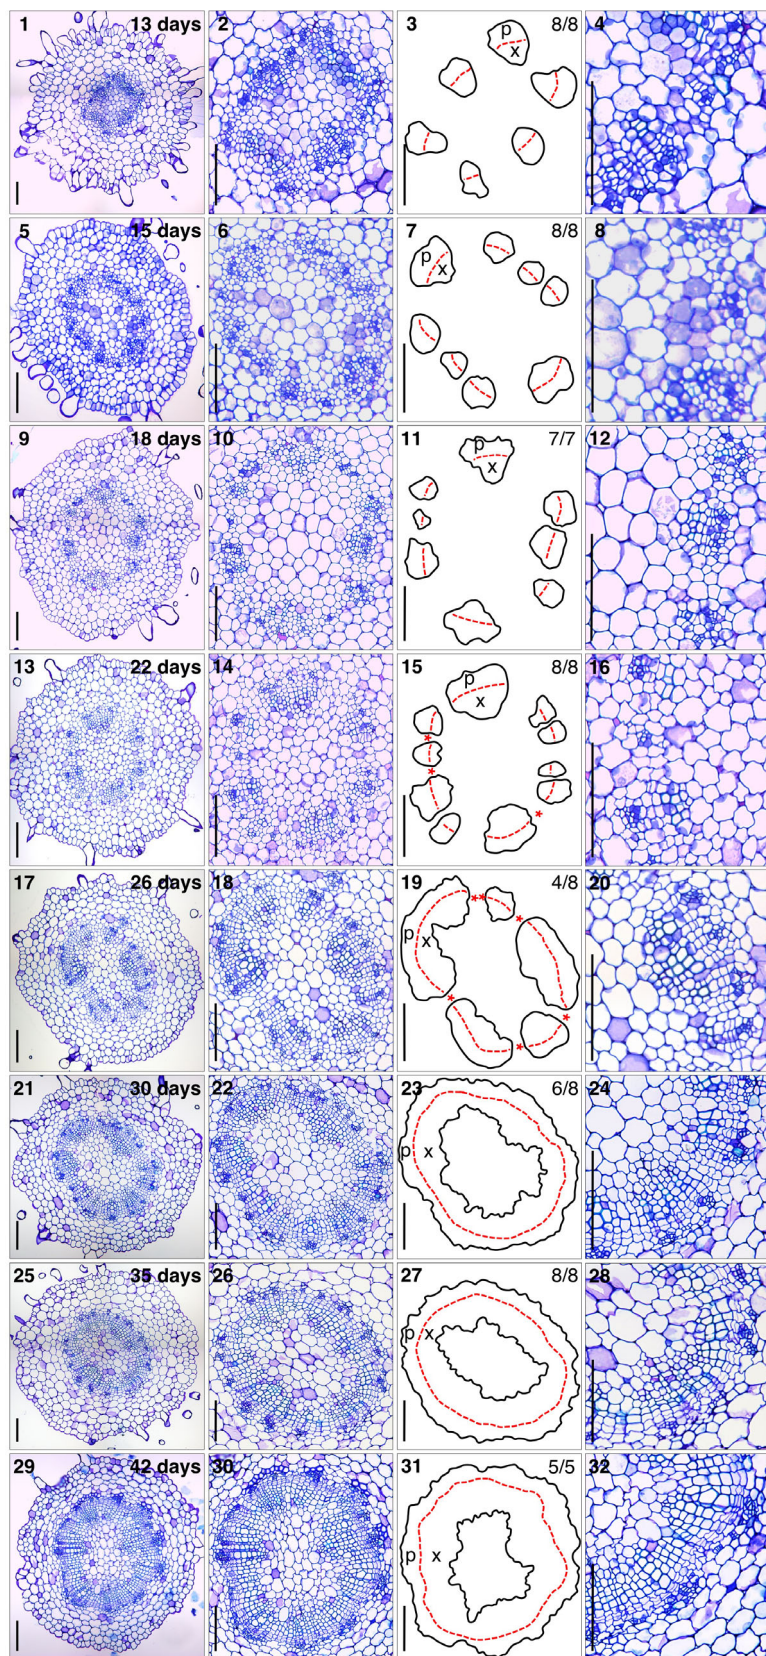 1 13 days 2 3 8/8 4
p
x
5 15 days 6 7 8/8 8
p
x
9 18 days 10 11 7/7 12
p
x
13 22 days 14 15 8/8 16
p
x
*
*
*
17 26 days 18 19 4/8 20
**
*
p x
*
* *
21 30 days 22 23 6/8 24
p x
25 35 days 26 27 8/8 28
p x
29 42 days 30 31 5/5 32
p x